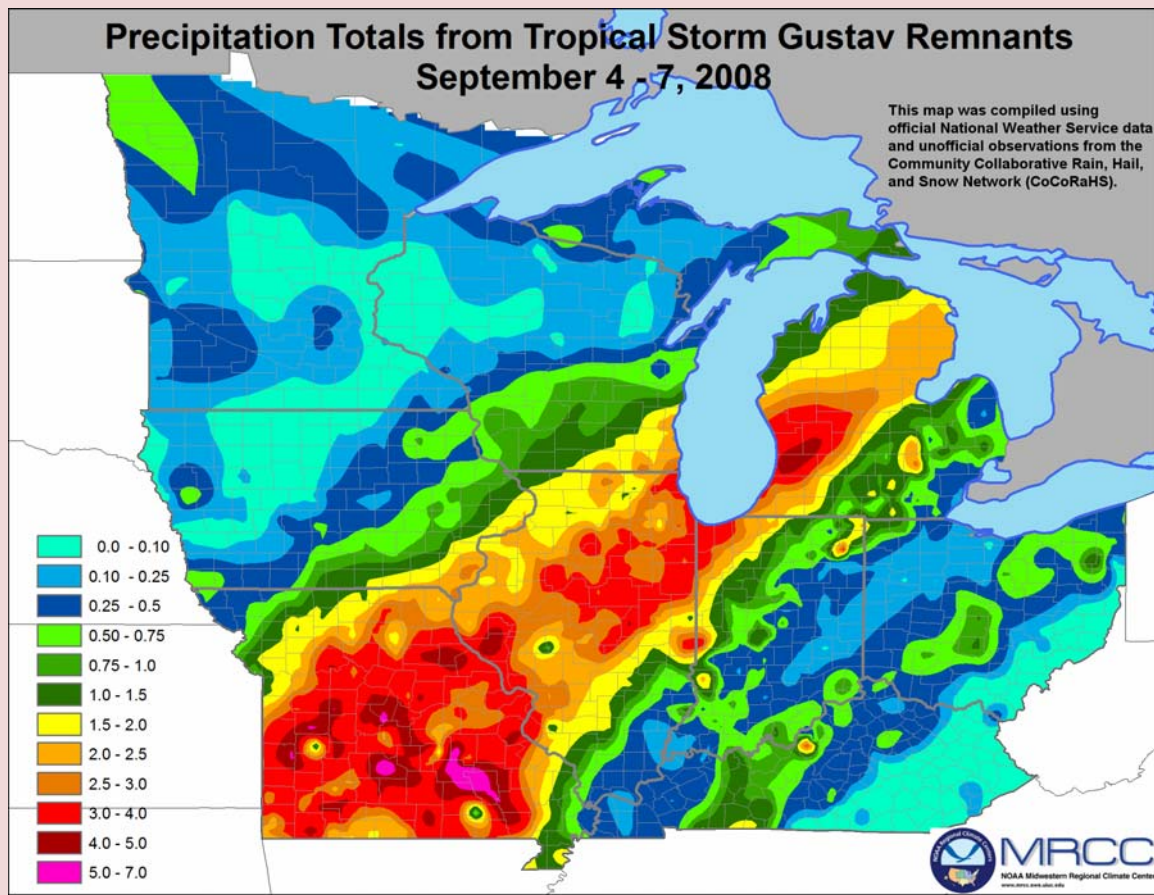 Precipitation Totals from Tropical Storm Gustav Remnants
September 4 - 7, 2008
This map was compiled using
official National Weather Service data
and unofficial observations from the
Community Collaborative Rain, Hail,
and Snow Network (CoCoRaHS).
0.0 - 0.10
0.10 - 0.25
0.25 - 0.5
0.50 - 0.75
0.75 - 1.0
1.0 - 1.5
1.5 - 2.0
2.0 - 2.5
2.5 - 3.0
3.0 - 4.0
4.0 - 5.0
5.0 - 7.0
MRCC
NOAA Midwestern Regional Climate Center